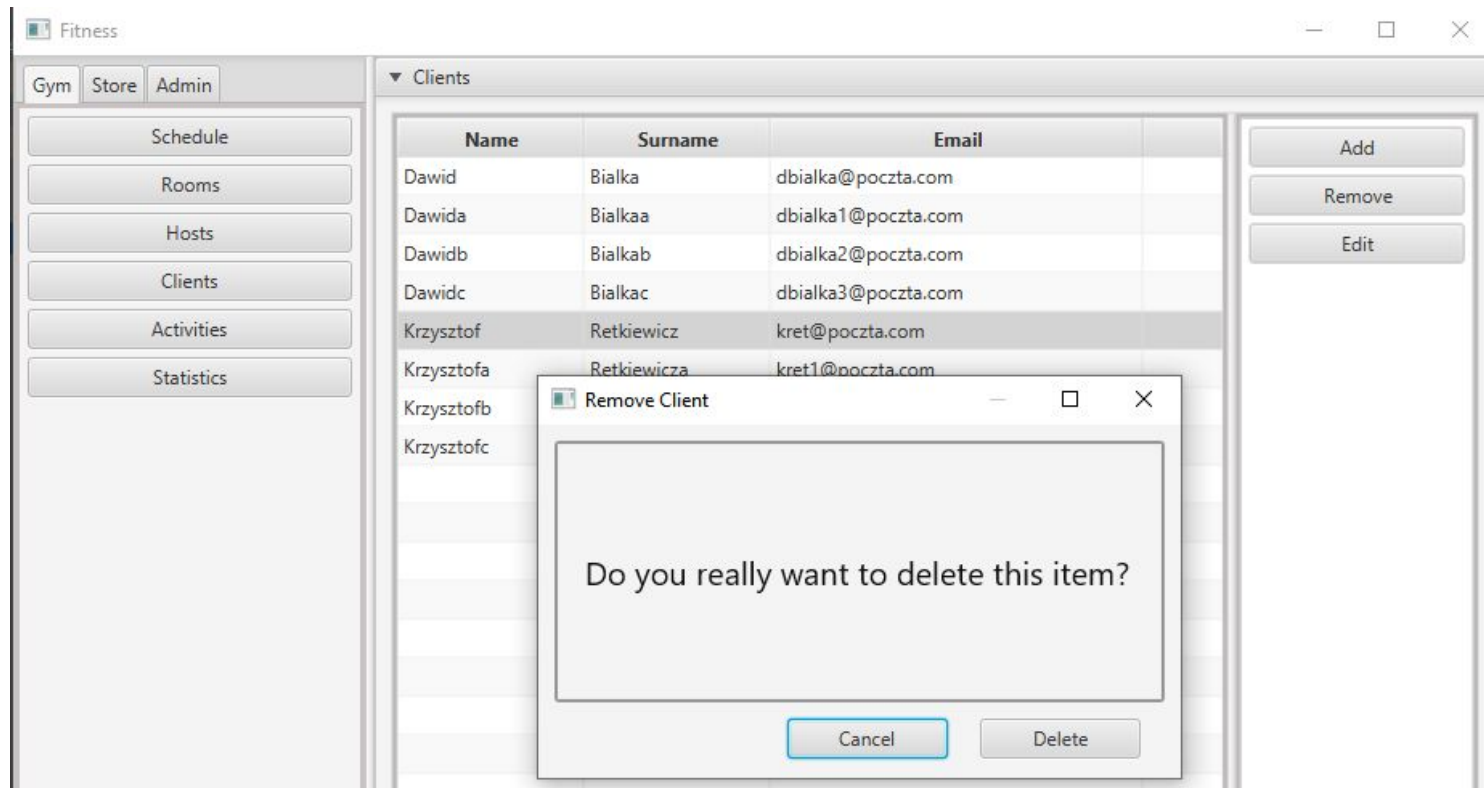 Fitness
Gym Store Admin
Schedule
Rooms
Hosts
Clients
Activities
Statistics
Clients
Name Surname Email
Dawid Bialka dbialka@poczta.com
Dawida Bialkaa dbialka1@poczta.com
Dawidb Bialkab dbialka2@poczta.com
Dawidc Bialkac dbialka3@poczta.com
Krzysztof Retkiewicz kret@poczta.com
Krzysztofa Retkiewicza kret1@poczta.com
Krzysztofb
Krzysztofc
Add
Remove
Edit
Remove Client
Do you really want to delete this item?
Cancel Delete